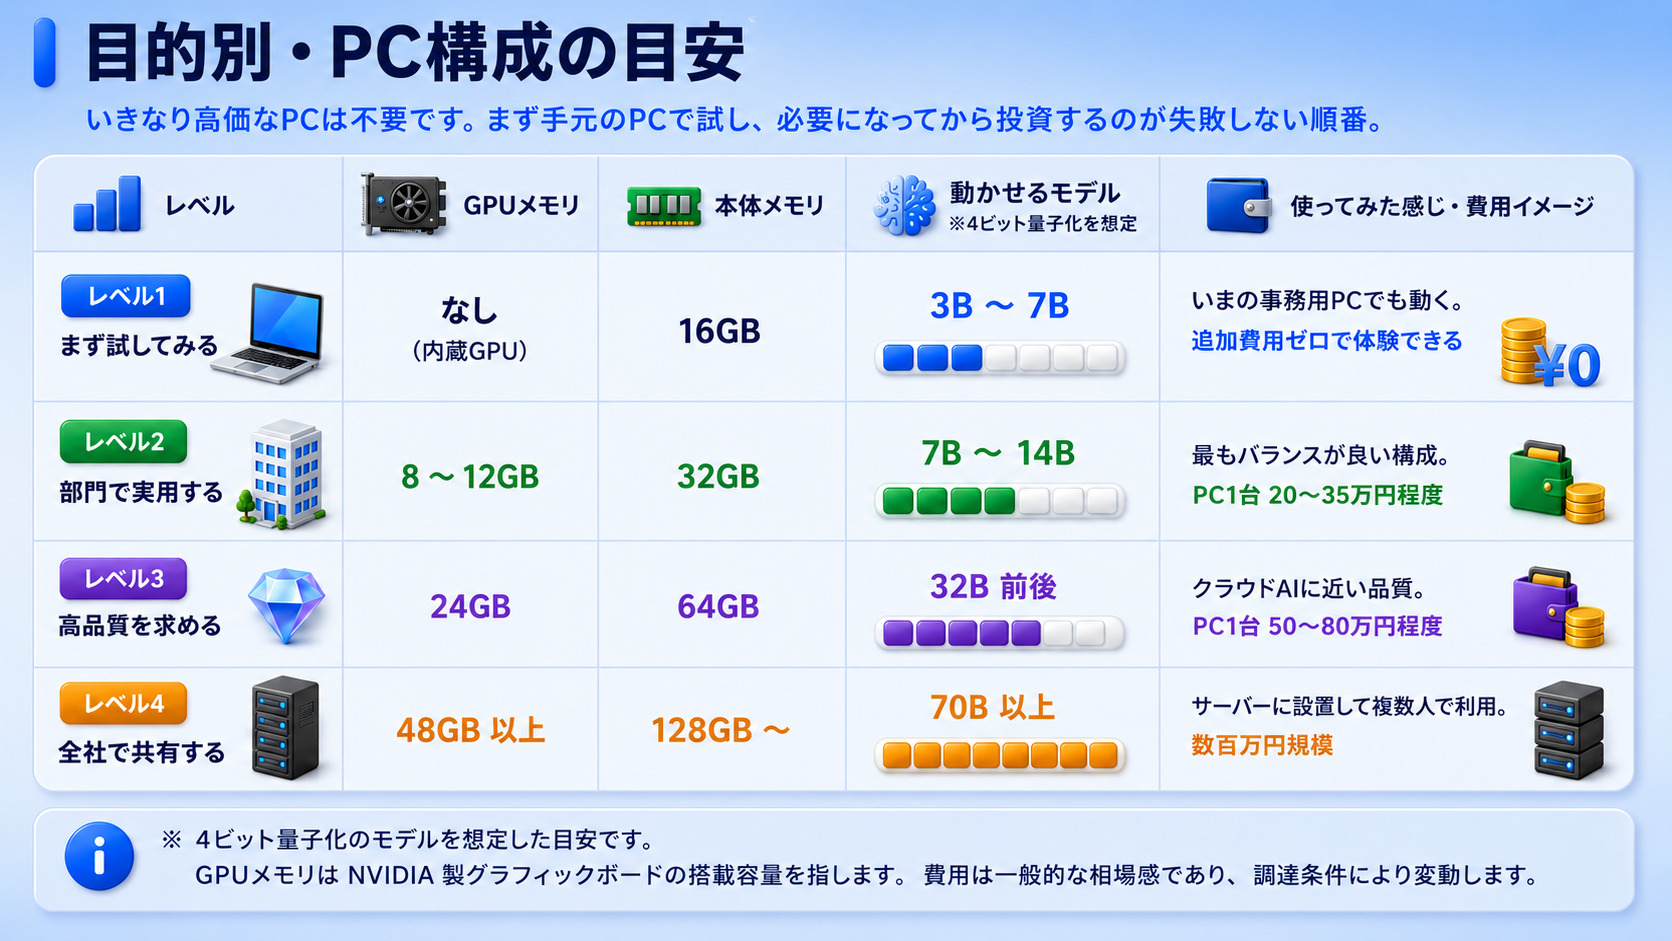 目的別・PC構成の目安
いきなり高価なPCは不要です。まず手元のPCで試し、必要になってから投資するのが失敗しない順番。
レベル
GPUメモリ
本体メモリ
動かせるモデル
※4ビット量子化を想定
使ってみた感じ・費用イメージ
レベル1
まず試してみる
なし
（内蔵GPU）
16GB
3B ～ 7B
いまの事務用PCでも動く。
追加費用ゼロで体験できる
¥0
レベル2
部門で実用する
8 ～ 12GB
32GB
7B ～ 14B
最もバランスが良い構成。
PC1台 20～35万円程度
レベル3
高品質を求める
24GB
64GB
32B 前後
クラウドAIに近い品質。
PC1台 50～80万円程度
レベル4
全社で共有する
48GB 以上
128GB ～
70B 以上
サーバーに設置して複数人で利用。
数百万円規模
※ 4ビット量子化のモデルを想定した目安です。
GPUメモリは NVIDIA 製グラフィックボードの搭載容量を指します。費用は一般的な相場感であり、調達条件により変動します。